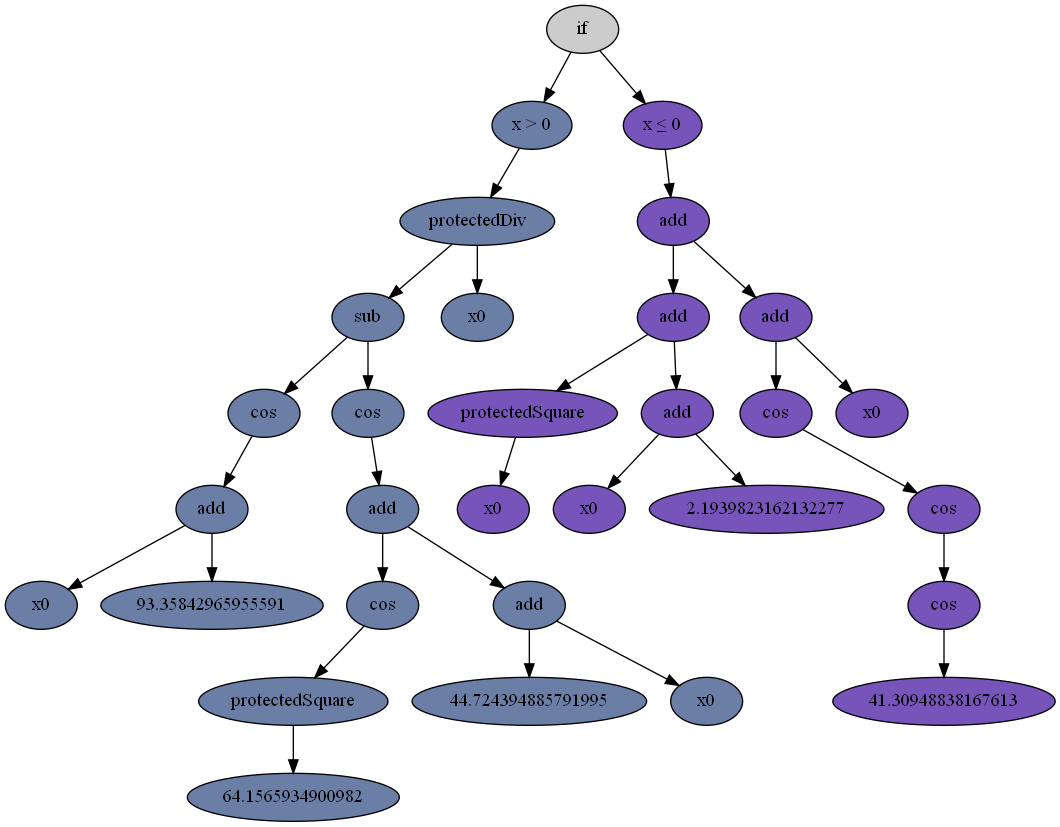 if
x > 0
x ≤ 0
protectedDiv
add
sub
x0
add
add
cos
cos
protectedSquare
add
cos
x0
add
add
x0
x0
2.1939823162132277
cos
x0
93.35842965955591
cos
add
cos
protectedSquare
44.724394885791995
x0
41.30948838167613
64.1565934900982